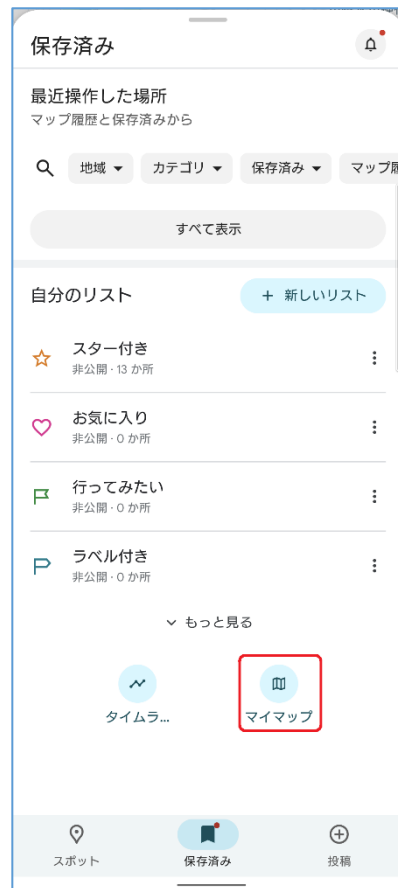 保存済み
最近操作した場所
マップ履歴と保存済みから
地域 カテゴリ 保存済み マップ履
すべて表示
自分のリスト + 新しいリスト
スター付き
非公開・13 か所
お気に入り
非公開・0 か所
行ってみたい
非公開・0 か所
ラベル付き
非公開・0 か所
もっと見る
タイムラ... マイマップ
スポット 保存済み 投稿